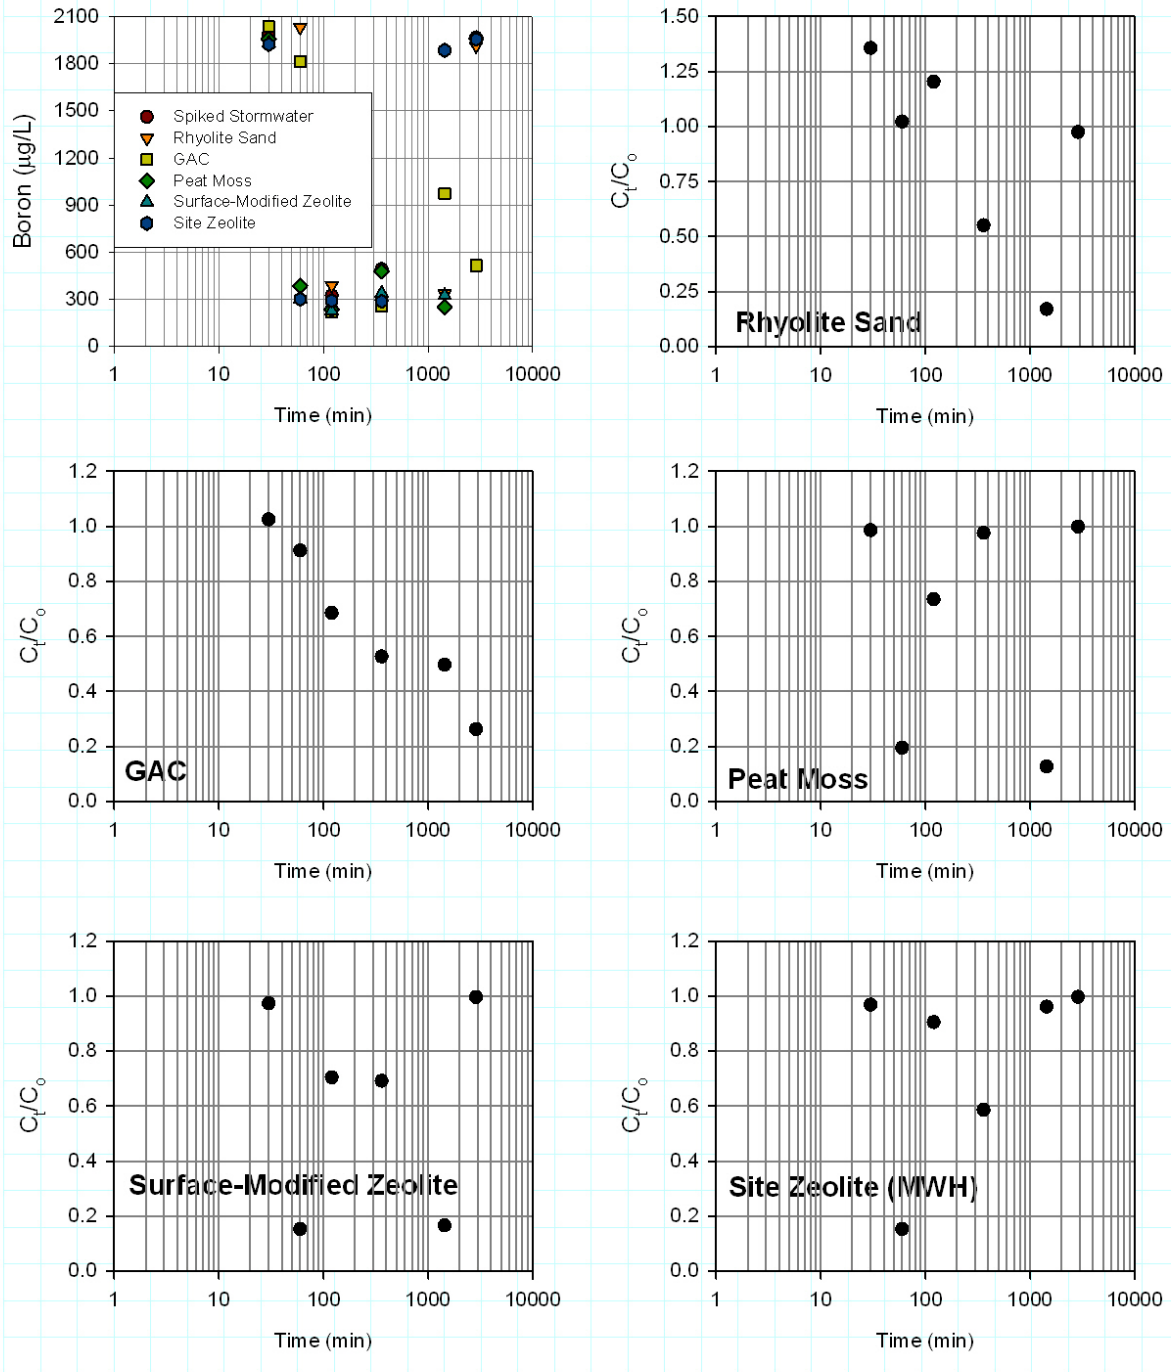 2100
1800
1500
1200
900
600
300
0
Boron (µg/L)
Spiked Stormwater
Rhyolite Sand
GAC
Peat Moss
Surface-Modified Zeolite
Site Zeolite
1 10 100 1000 10000
Time (min)
1.50
1.25
1.00
0.75
0.50
0.25
0.00
Ct/Co
Rhyolite Sand
1 10 100 1000 10000
Time (min)
1.2
1.0
0.8
0.6
0.4
0.2
0.0
Ct/Co
GAC
1 10 100 1000 10000
Time (min)
1.2
1.0
0.8
0.6
0.4
0.2
0.0
Ct/Co
Peat Moss
1 10 100 1000 10000
Time (min)
1.2
1.0
0.8
0.6
0.4
0.2
0.0
Ct/Co
Surface-Modified Zeolite
1 10 100 1000 10000
Time (min)
1.2
1.0
0.8
0.6
0.4
0.2
0.0
Ct/Co
Site Zeolite (MWH)
1 10 100 1000 10000
Time (min)